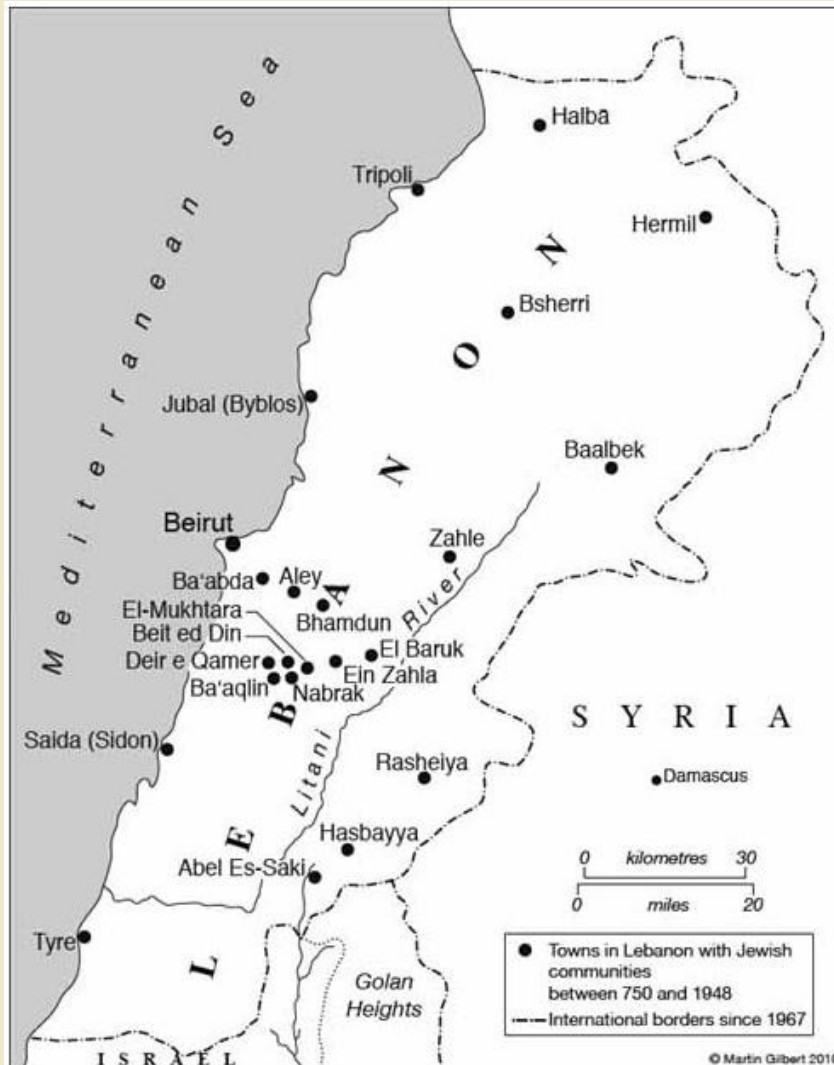 Mediterranean Sea
LEBANON
Halbā
Tripoli
Hermil
Bsherri
Jubal (Byblos)
Baalbek
Beirut
Zahle
Ba'abda
Aley
El-Mukhtara
Bhamdun
Beit ed Din
Deir e Qamer
El Baruk
Ein Zahla
Ba'aqlin
Nabrak
Litani River
Saida (Sidon)
SYRIA
Rasheiya
Damascus
Hasbayya
Abel Es-Saki
0 kilometres 30
0 miles 20
Tyre
Golan
Heights
Towns in Lebanon with Jewish
communities
between 750 and 1948
International borders since 1967
ISRAEL
© Martin Gilbert 2010